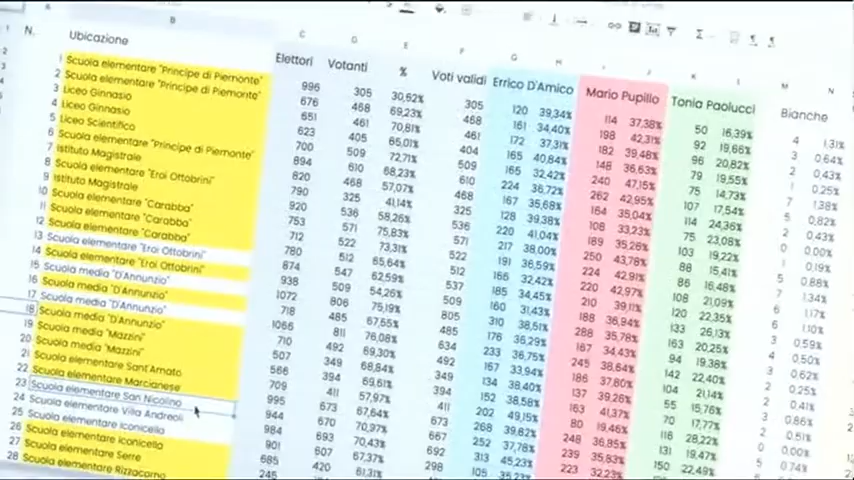 B C D E F G H I J K L M N
N. Ubicazione Elettori Votanti % Voti validi Errico D'Amico Mario Pupillo Tonia Paolucci Bianche
1 Scuola elementare "Principe di Piemonte" 996 305 30,62% 305 120 39,34% 114 37,38% 50 16,39% 4 1,31%
2 Scuola elementare "Principe di Piemonte" 676 468 69,23% 468 161 34,40% 198 42,31% 92 19,66% 3 0,64%
3 Liceo Ginnasio 651 461 70,81% 461 172 37,31% 182 39,48% 96 20,82% 2 0,43%
4 Liceo Ginnasio 623 405 65,01% 404 165 40,84% 148 36,63% 79 19,55% 1 0,25%
5 Liceo Scientifico 700 509 72,71% 509 165 32,42% 240 47,15% 75 14,73% 7 1,38%
6 Scuola elementare "Principe di Piemonte" 894 610 68,23% 610 224 36,72% 262 42,95% 107 17,54% 5 0,82%
7 Istituto Magistrale 820 468 57,07% 468 167 35,68% 164 35,04% 114 24,36% 2 0,43%
8 Scuola elementare "Eroi Ottobrini" 790 325 41,14% 325 128 39,38% 108 33,23% 75 23,08% 0 0,00%
9 Istituto Magistrale 920 536 58,26% 536 220 41,04% 189 35,26% 103 19,22% 1 0,19%
10 Scuola elementare "Carabba" 753 571 75,83% 571 217 38,00% 250 43,78% 88 15,41% 5 0,88%
11 Scuola elementare "Carabba" 712 522 73,31% 522 191 36,59% 224 42,91% 86 16,48% 7 1,34%
12 Scuola elementare "Carabba" 780 512 65,64% 512 166 32,42% 220 42,97% 108 21,09% 6 1,17%
13 Scuola elementare "Eroi Ottobrini" 874 547 62,59% 537 185 34,45% 210 39,11% 120 22,35% 6 1,10%
14 Scuola elementare "Eroi Ottobrini" 938 509 54,26% 509 160 31,43% 188 36,94% 133 26,13% 3 0,59%
15 Scuola media "D'Annunzio" 1072 806 75,19% 805 310 38,51% 288 35,78% 163 20,25% 4 0,50%
16 Scuola media "D'Annunzio" 718 485 67,55% 485 176 36,29% 167 34,43% 94 19,38% 3 0,62%
17 Scuola media "D'Annunzio" 1066 811 76,08% 634 233 36,75% 245 38,64% 142 22,40% 2 0,25%
18 Scuola media "D'Annunzio" 710 492 69,30% 492 167 33,94% 186 37,80% 104 21,14% 2 0,41%
19 Scuola media "Mazzini" 507 349 68,84% 349 134 38,40% 137 39,26% 55 15,76% 3 0,86%
20 Scuola media "Mazzini" 566 394 69,61% 394 152 38,58% 163 41,37% 70 17,77% 2 0,51%
21 Scuola elementare Sant'Amato 709 411 57,97% 411 202 49,15% 80 19,46% 116 28,22% 0 0,00%
22 Scuola elementare Marcianese 995 673 67,64% 673 268 39,82% 248 36,85% 131 19,47% 5 0,74%
23 Scuola elementare San Nicolino 944 670 70,97% 667 252 37,78% 239 35,83% 150 22,49%
24 Scuola elementare Villa Andreoli 984 693 70,43% 692 313 45,23% 223 32,23%
25 Scuola elementare Iconicella 901 607 67,37% 298 105 35,23%
26 Scuola elementare Iconicella 685 420 61,31%
27 Scuola elementare Serre 245
28 Scuola elementare Rizzacorno